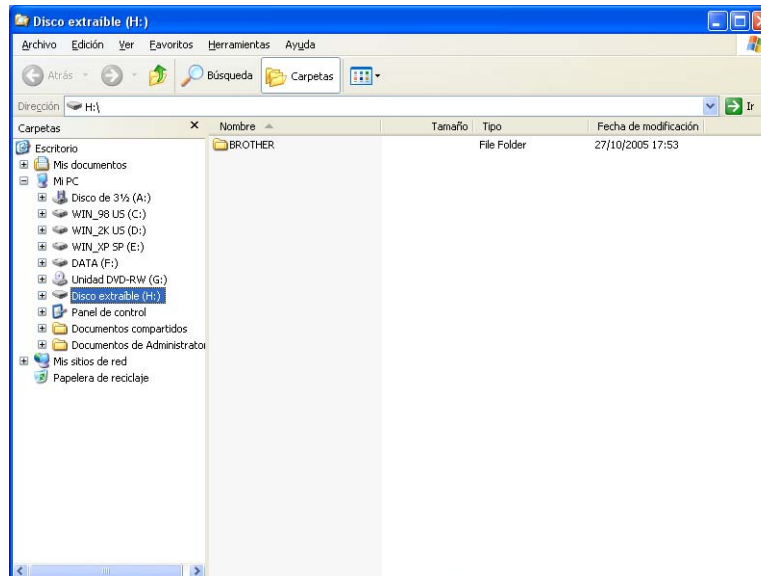 Disco extraíble (H:)
Archivo Edición Ver Favoritos Herramientas Ayuda
Atrás Búsqueda Carpetas
Dirección H:\ Ir
Carpetas × Nombre Tamaño Tipo Fecha de modificación
Escritorio BROTHER File Folder 27/10/2005 17:53
Mis documentos
Mi PC
Disco de 3½ (A:)
WIN_98 US (C:)
WIN_2K US (D:)
WIN_XP SP (E:)
DATA (F:)
Unidad DVD-RW (G:)
Disco extraíble (H:)
Panel de control
Documentos compartidos
Documentos de Administrator
Mis sitios de red
Papelera de reciclaje